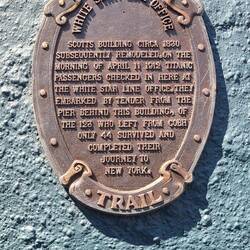 WHITE STAR LINE OFFICE
SCOTTS BUILDING CIRCA 1880
SUBSEQUENTLY REMODELED ON THE
MORNING OF APRIL 11 1912 TITANIC
PASSENGERS CHECKED IN HERE AT
THE WHITE STAR LINE OFFICE. THEY
EMBARKED BY TENDER FROM THE
PIER BEHIND THIS BUILDING. OF
THE 123 WHO LEFT FROM COBH
ONLY 44 SURVIVED AND
COMPLETED THEIR
JOURNEY TO
NEW YORK.
TRAIL